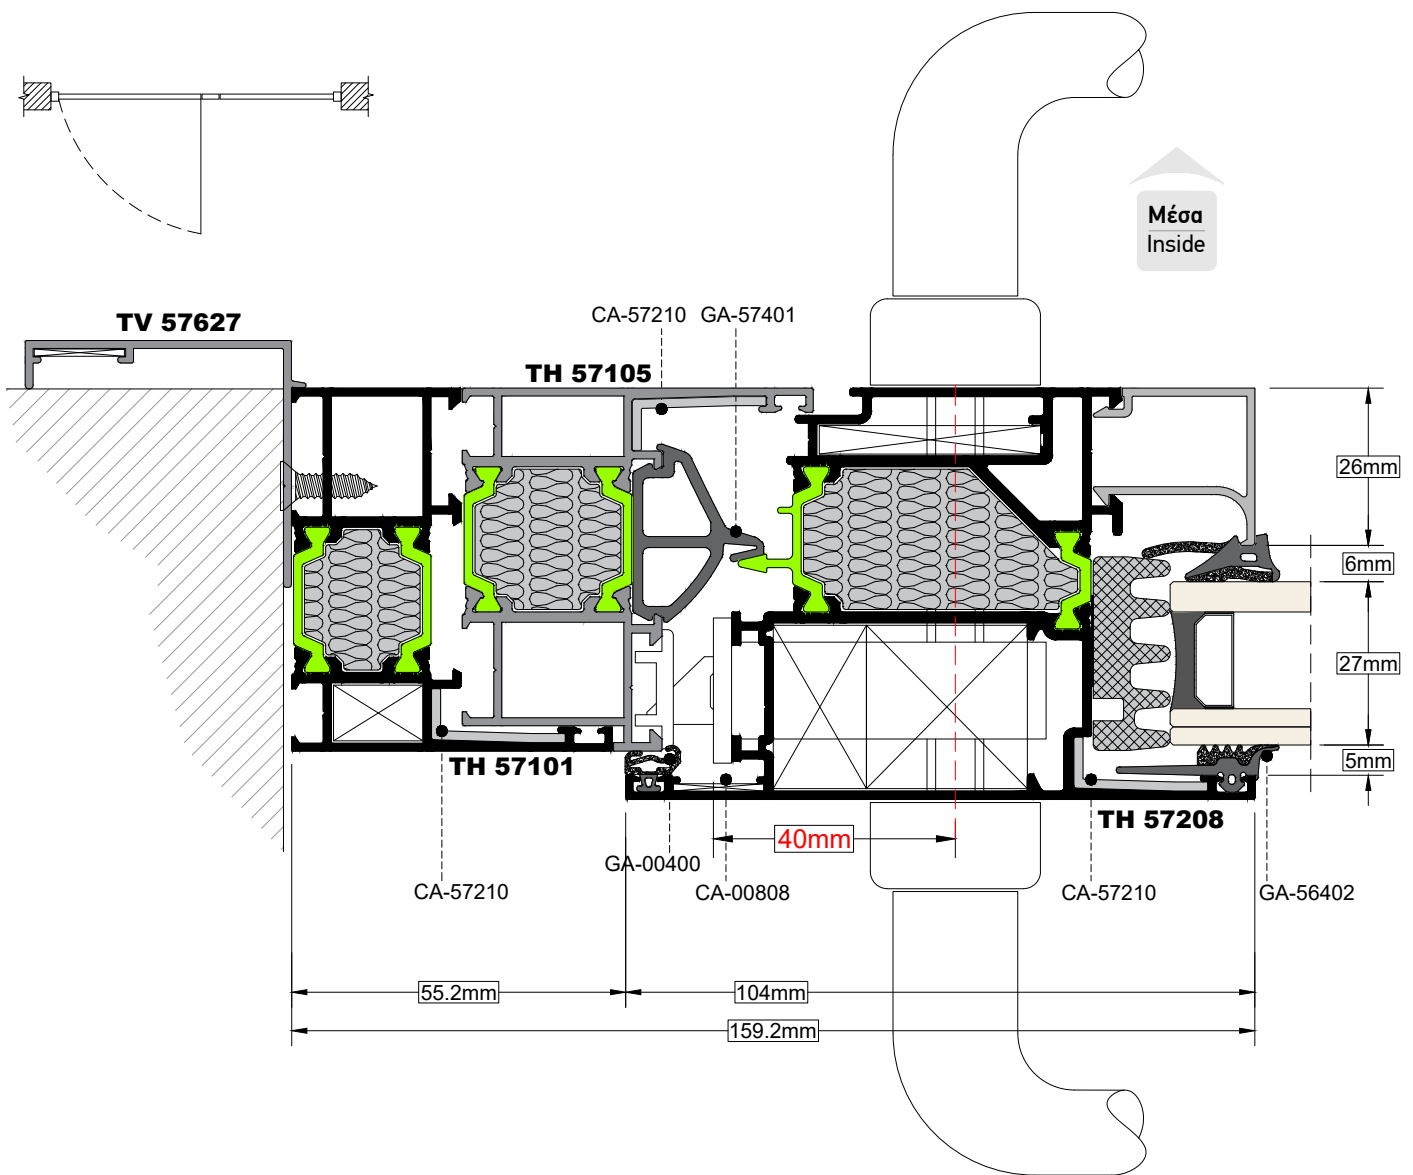 Μέσα
Inside
TV 57627
CA-57210
GA-57401
TH 57105
26mm
6mm
27mm
5mm
TH 57101
TH 57208
40mm
GA-00400
CA-57210
CA-00808
CA-57210
GA-56402
55.2mm
104mm
159.2mm